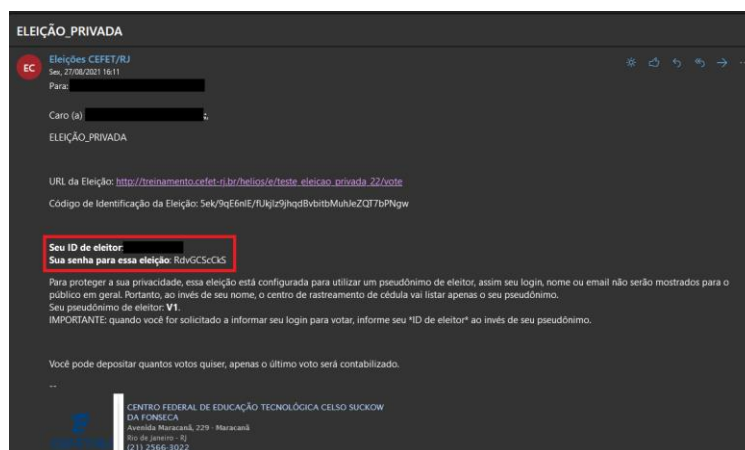 ELEIÇÃO_PRIVADA
EC
Eleições CEFET/RJ
Sex, 27/08/2021 16:11
Para:
Caro (a)
ELEIÇÃO_PRIVADA
URL da Eleição: http://treinamento.cefet-rj.br/helios/e/teste_eleicao_privada_22/vote
Código de Identificação da Eleição: 5ek/9qE6nIE/fUkjIz9jhqdBvbitbMuhJeZQT7bPNgw
Seu ID de eleitor:
Sua senha para essa eleição: RdvGCScCkS
Para proteger a sua privacidade, essa eleição está configurada para utilizar um pseudônimo de eleitor, assim seu login, nome ou email não serão mostrados para o
público em geral. Portanto, ao invés de seu nome, o centro de rastreamento de cédula vai listar apenas o seu pseudônimo.
Seu pseudônimo de eleitor: V1.
IMPORTANTE: quando você for solicitado a informar seu login para votar, informe seu *ID de eleitor* ao invés de seu pseudônimo.
Você pode depositar quantos votos quiser, apenas o último voto será contabilizado.
--
CENTRO FEDERAL DE EDUCAÇÃO TECNOLÓGICA CELSO SUCKOW
DA FONSECA
Avenida Maracanã, 229 - Maracanã
Rio de Janeiro - RJ
(21) 2566-3022